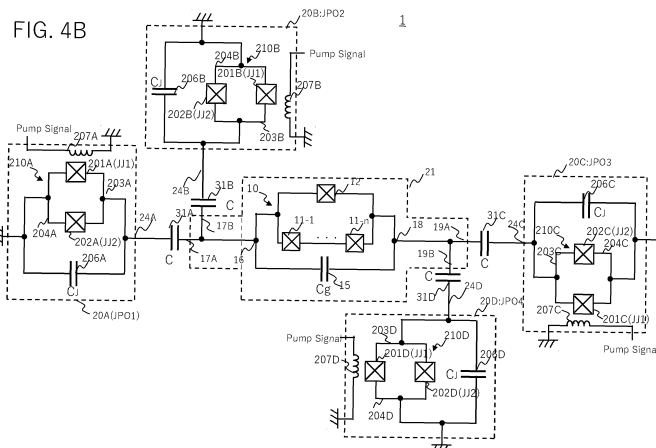 FIG. 4B
1
20B:JPO2
204B
210B
201B(JJ1)
Pump Signal
CJ
206B
207B
202B(JJ2)
203B
Pump Signal
207A
210A
201A(JJ1)
203A
204A
202A(JJ2)
206A
CJ
20A(JPO1)
24A
31A
C
17A
24B
31B
C
17B
16
10
12
21
11-1
· · · ·
11-n
Cg
15
18
19A
19B
31C
C
24C
C
31D
24D
20C:JPO3
206C
CJ
210C
202C(JJ2)
204C
203C
207C
201C(JJ1)
Pump Signal
20D:JPO4
Pump Signal
203D
210D
201D(JJ1)
206D
207D
CJ
202D(JJ2)
204D